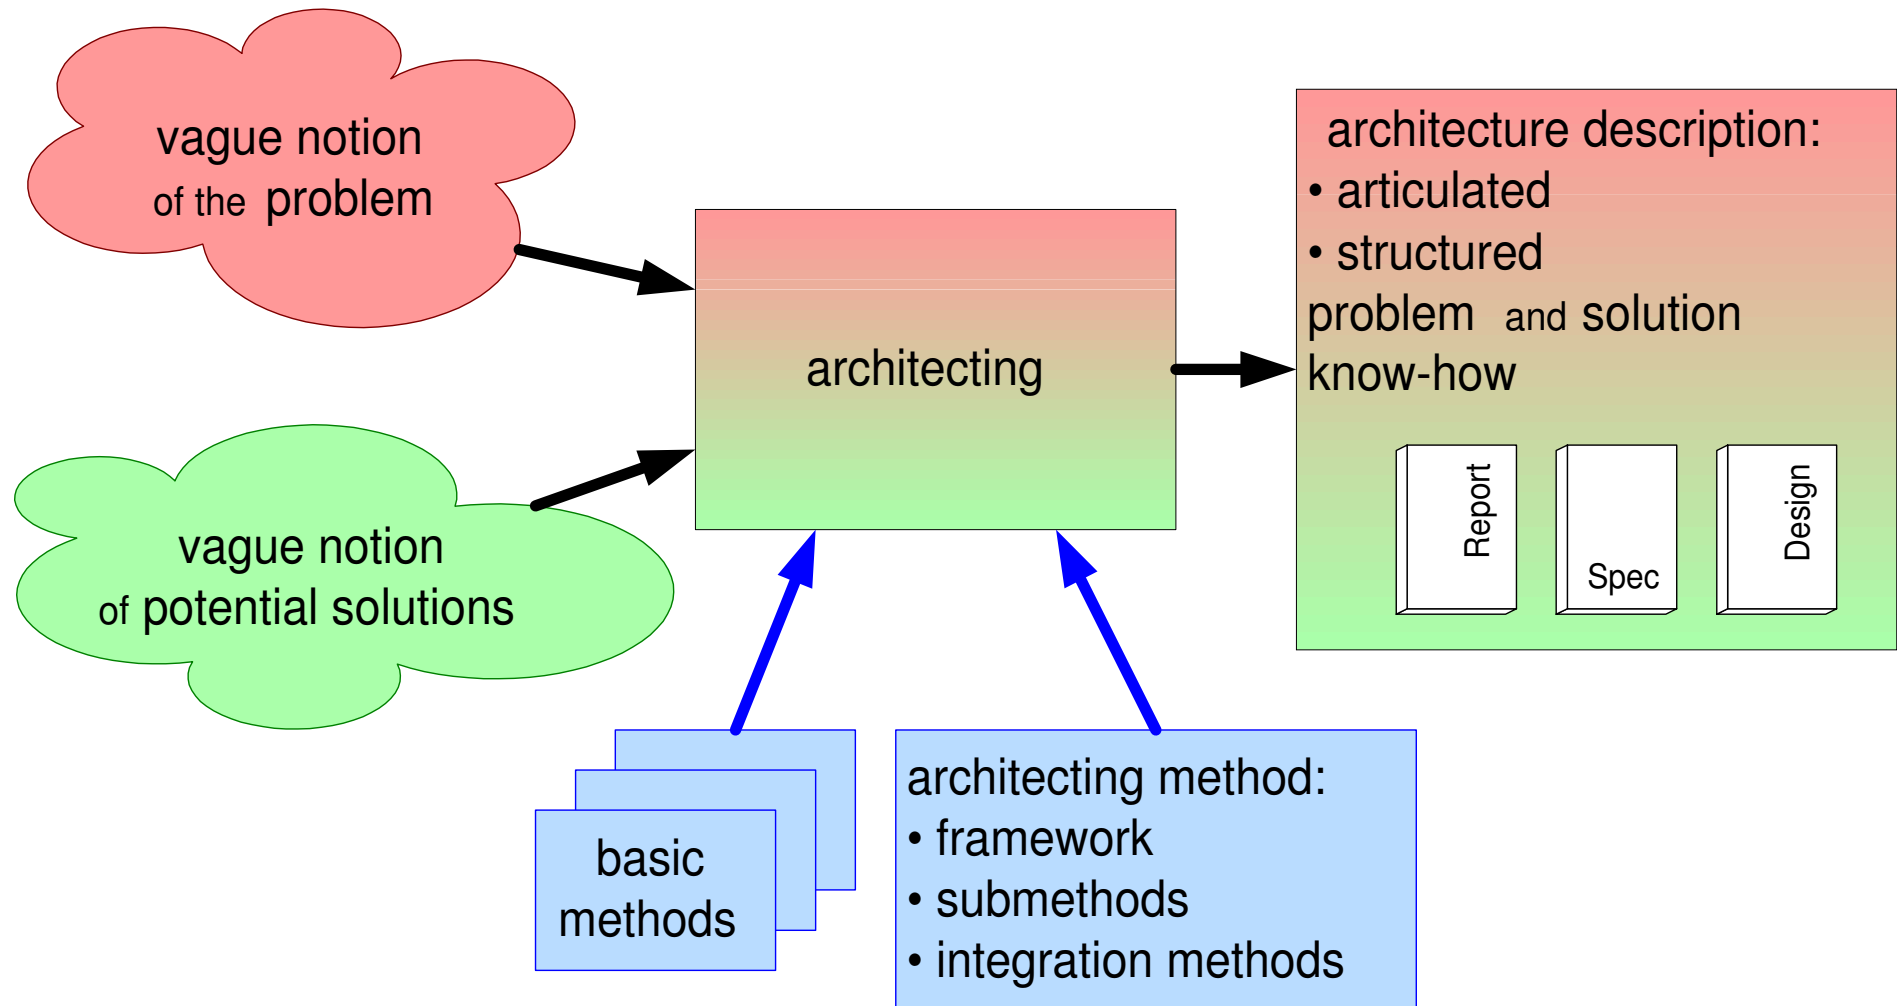 vague notion
of the problem
architecting
vague notion
of potential solutions
architecture description:
• articulated
• structured
problem and solution
know-how
Report
Spec
Design
basic
methods
architecting method:
• framework
• submethods
• integration methods